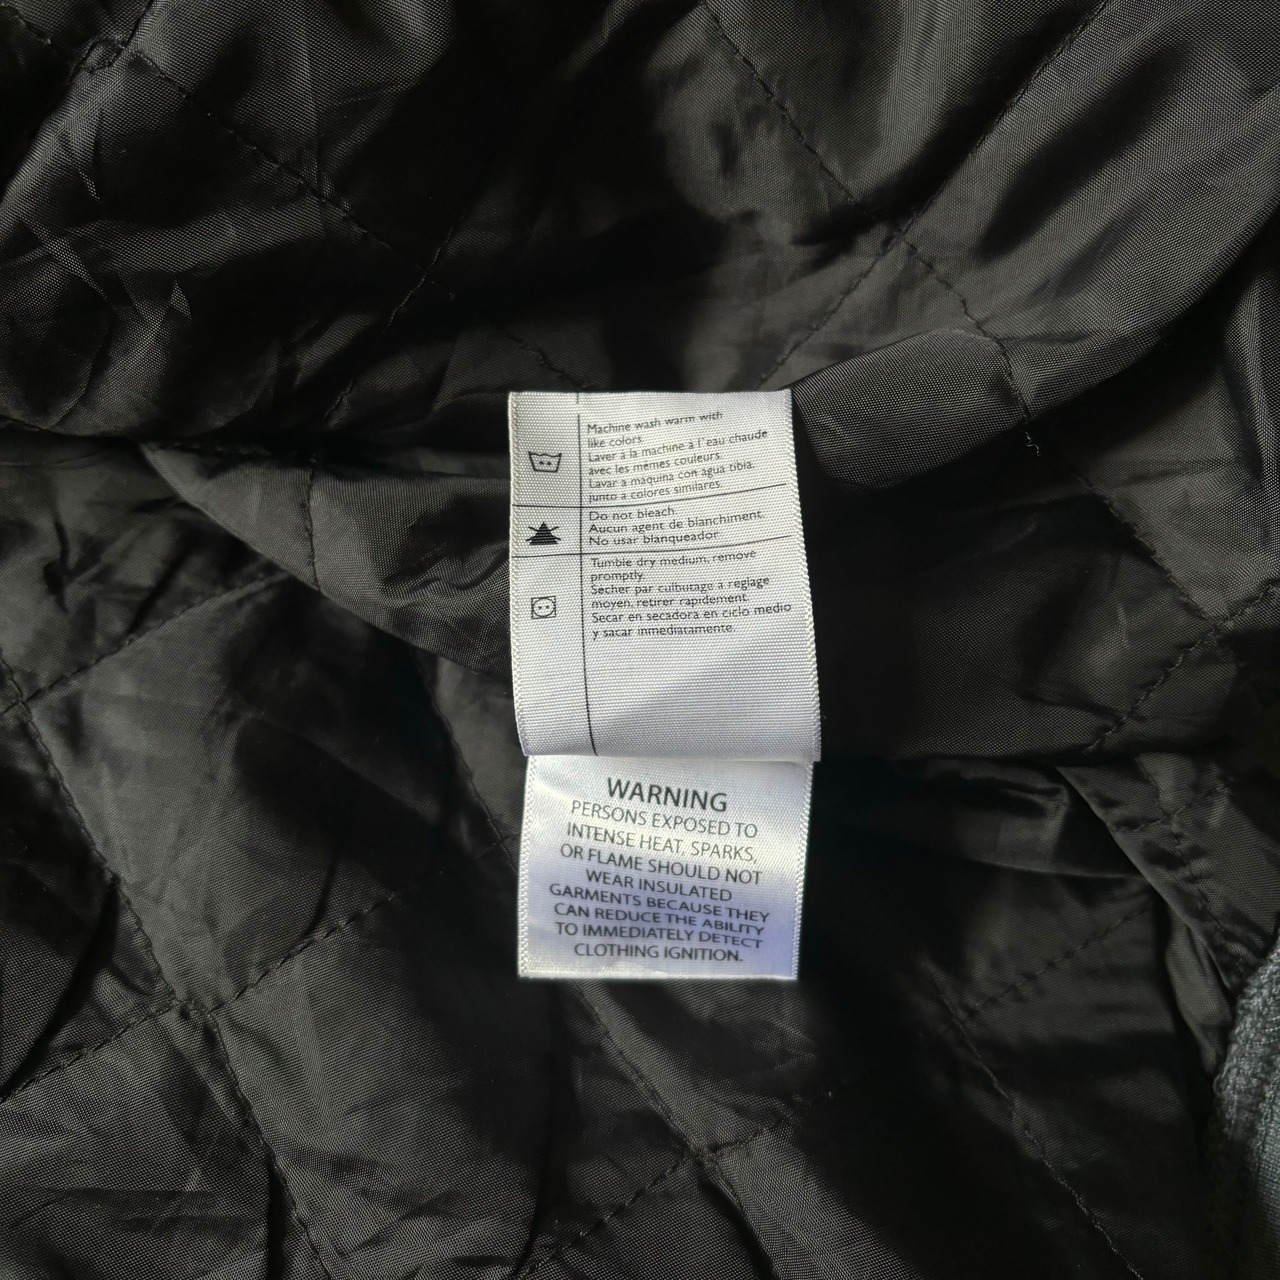 Machine wash warm with
like colors.
Laver à la machine à l'eau chaude
avec les mêmes couleurs.
Lavar a maquina con agua tibia.
junto a colores similares.
Do not bleach
Aucun agent de blanchiment.
No usar blanqueador
Tumble dry medium, remove
promptly.
Secher par culbutage a reglage
moyen, retirer rapidement.
Secar en secadora en ciclo medio
y sacar inmediatamente.
WARNING
PERSONS EXPOSED TO
INTENSE HEAT, SPARKS,
OR FLAME SHOULD NOT
WEAR INSULATED
GARMENTS BECAUSE THEY
CAN REDUCE THE ABILITY
TO IMMEDIATELY DETECT
CLOTHING IGNITION.